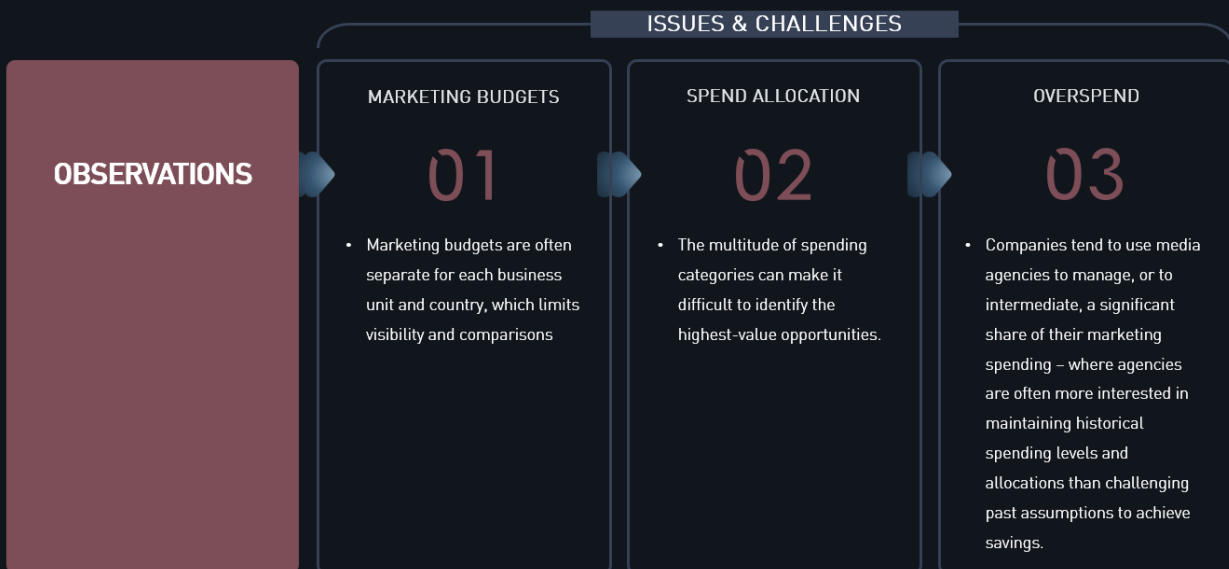 ISSUES & CHALLENGES
OBSERVATIONS
MARKETING BUDGETS
01
• Marketing budgets are often
separate for each business
unit and country, which limits
visibility and comparisons
SPEND ALLOCATION
02
• The multitude of spending
categories can make it
difficult to identify the
highest-value opportunities.
OVERSPEND
03
• Companies tend to use media
agencies to manage, or to
intermediate, a significant
share of their marketing
spending – where agencies
are often more interested in
maintaining historical
spending levels and
allocations than challenging
past assumptions to achieve
savings.